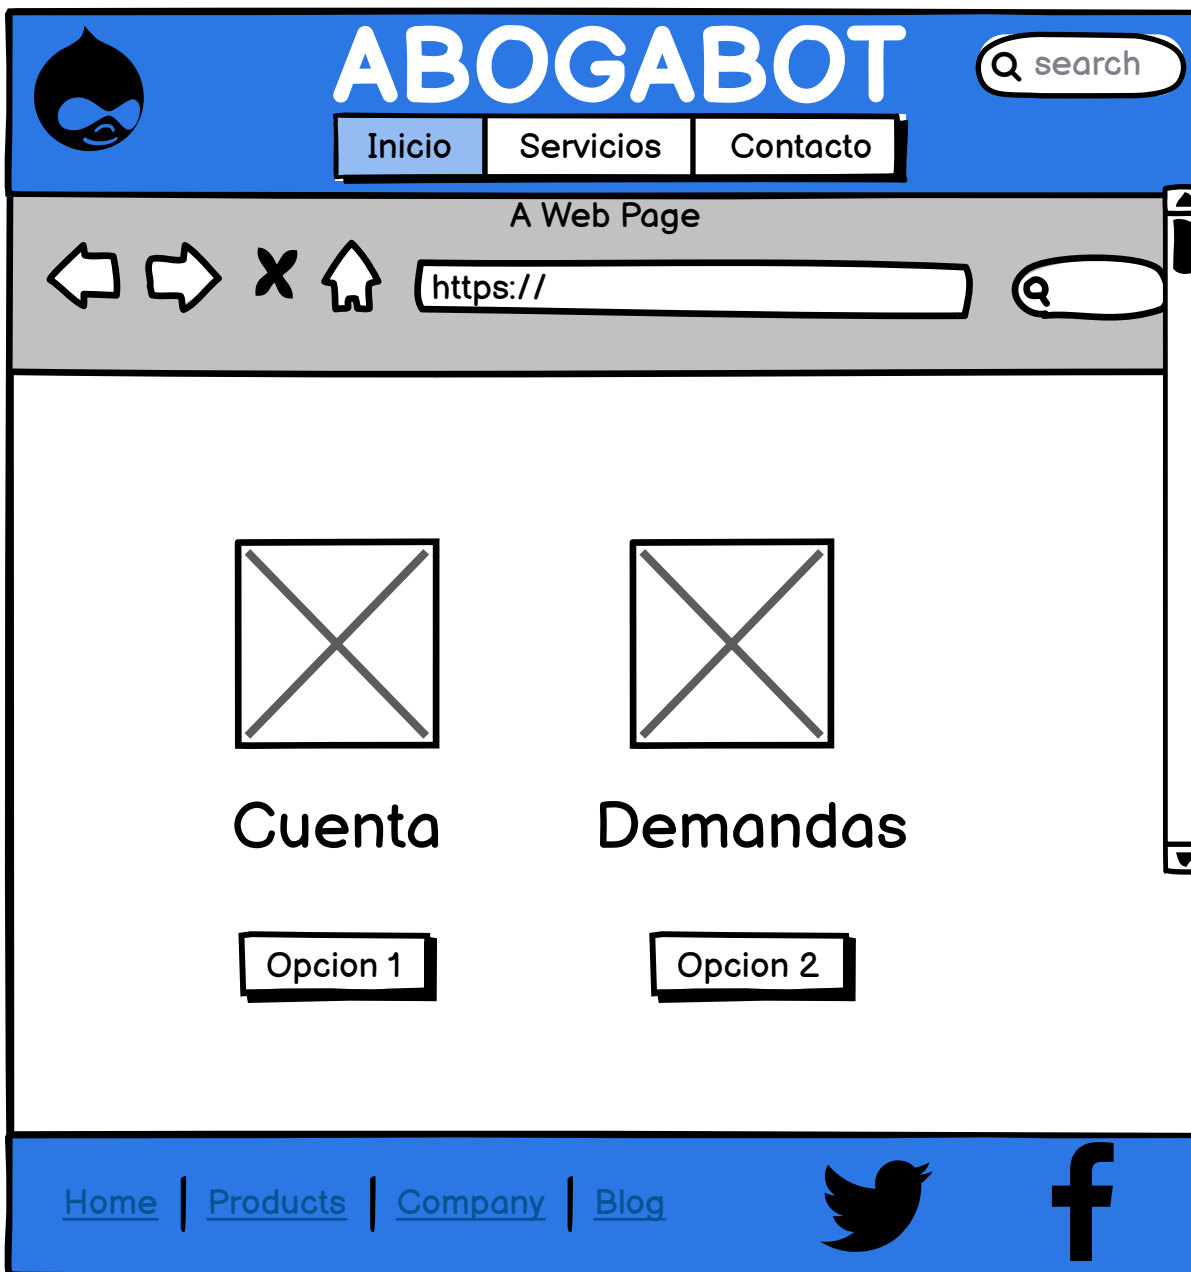 ABOGABOT
search
Inicio Servicios Contacto
A Web Page
https://
Cuenta Demandas
Opcion 1 Opcion 2
Home Products Company Blog